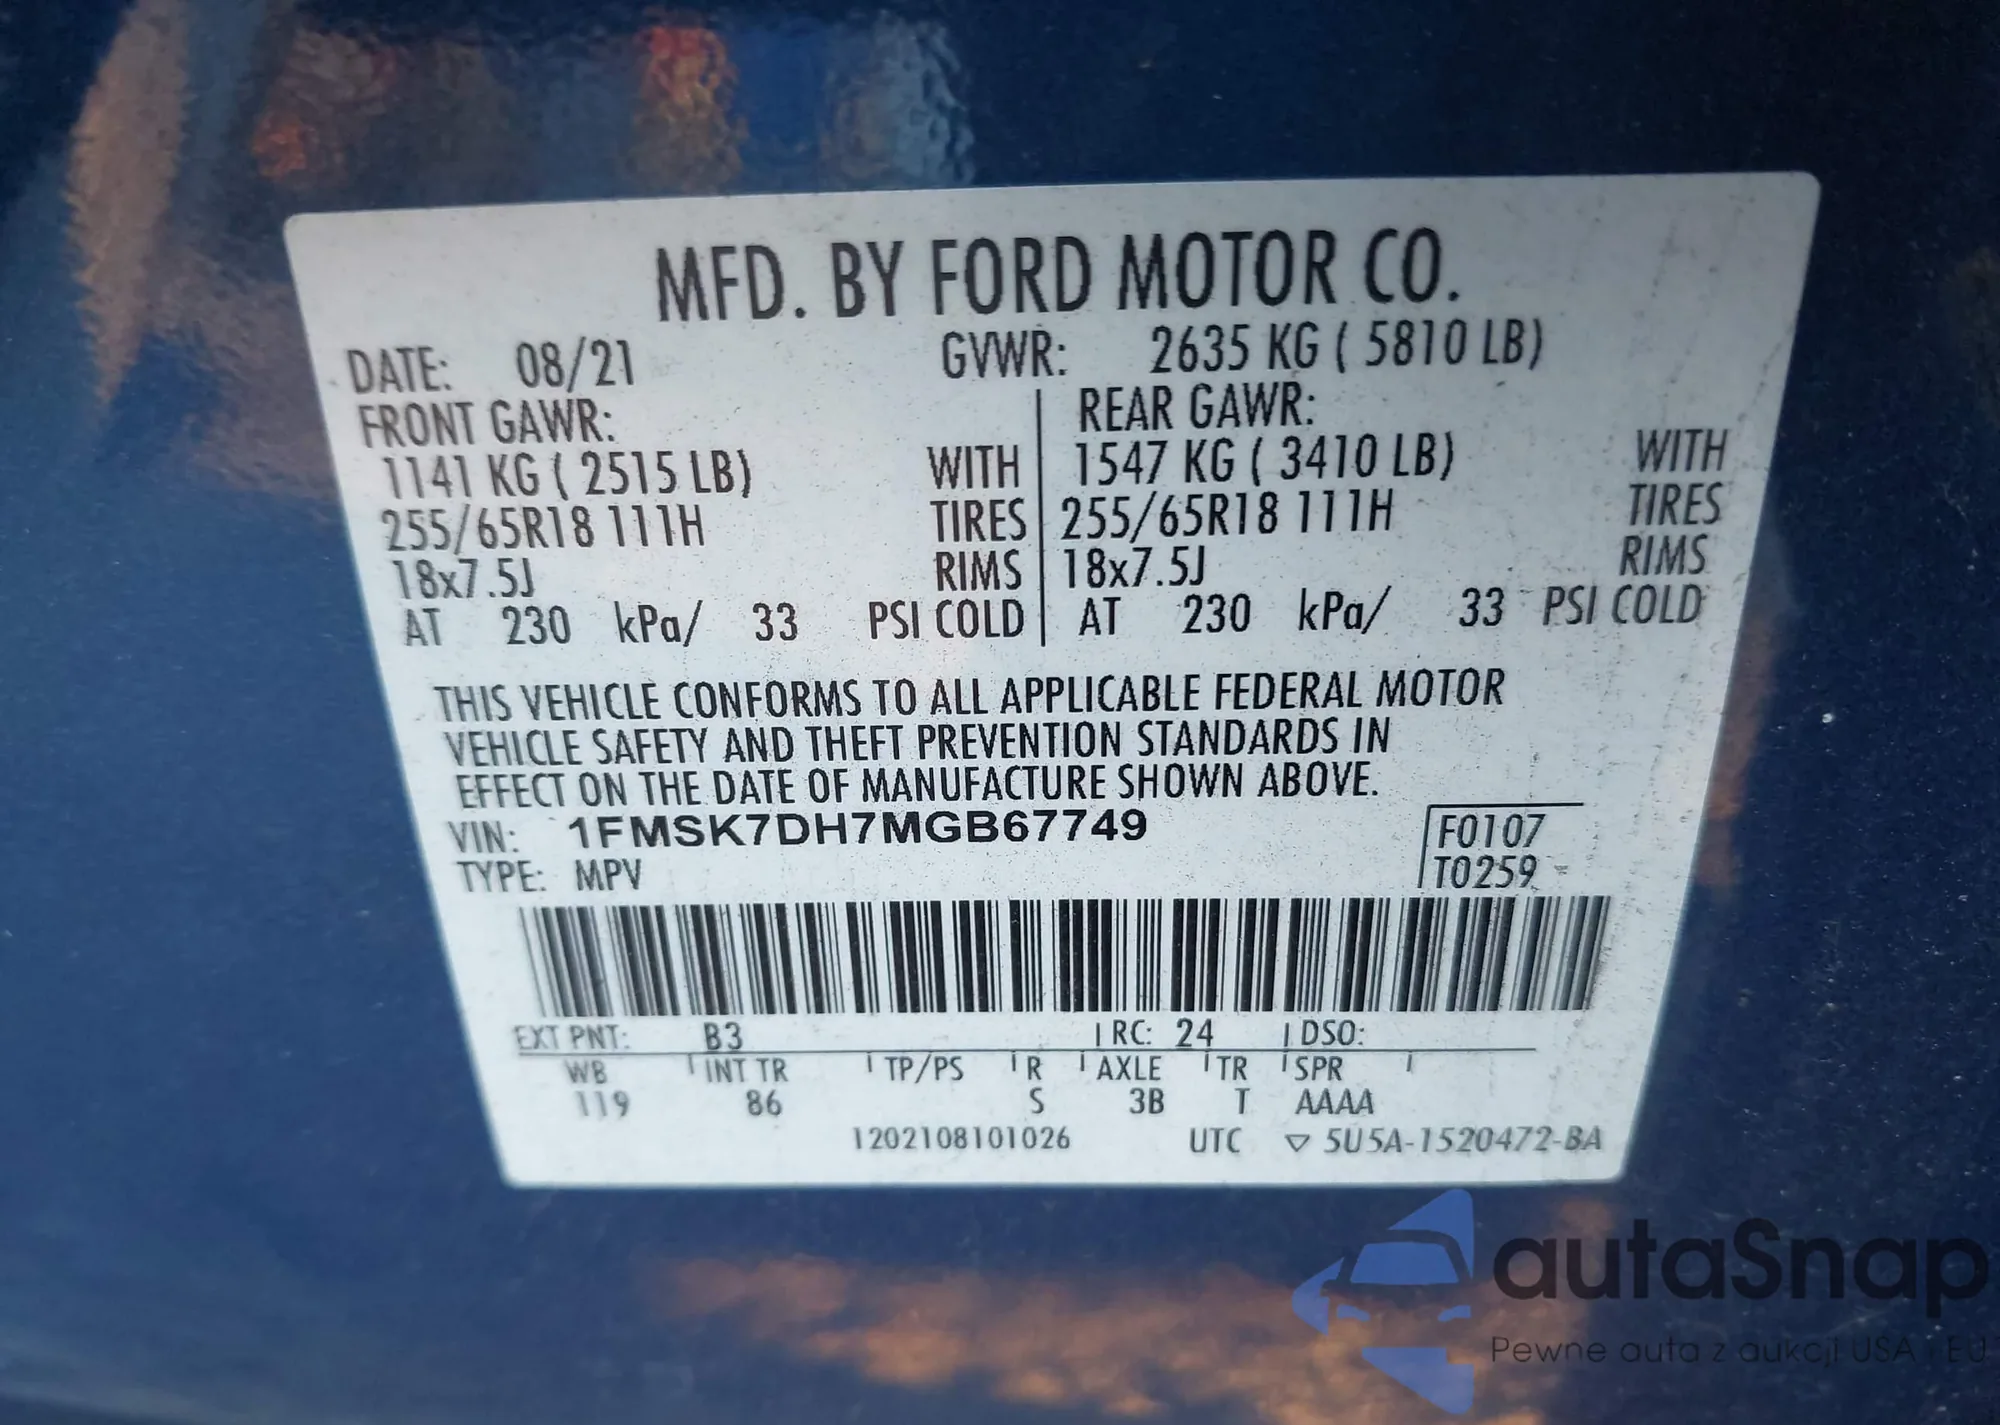 MFD. BY FORD MOTOR CO.
DATE: 08/21 GVWR: 2635 KG ( 5810 LB)
FRONT GAWR: REAR GAWR:
1141 KG ( 2515 LB) WITH 1547 KG ( 3410 LB) WITH
255/65R18 111H TIRES 255/65R18 111H TIRES
18x7.5J RIMS 18x7.5J RIMS
AT 230 kPa/ 33 PSI COLD AT 230 kPa/ 33 PSI COLD
THIS VEHICLE CONFORMS TO ALL APPLICABLE FEDERAL MOTOR
VEHICLE SAFETY AND THEFT PREVENTION STANDARDS IN
EFFECT ON THE DATE OF MANUFACTURE SHOWN ABOVE.
VIN: 1FMSK7DH7MGB67749 F0107
TYPE: MPV T0259
EXT PNT: B3 RC: 24 DSO:
WB INT TR TP/PS R AXLE TR SPR
119 86 S 3B T AAAA
1202108101026 UTC ▽ 5U5A-1520472-BA
autaSnap
Pewne auta z aukcji USA i EU